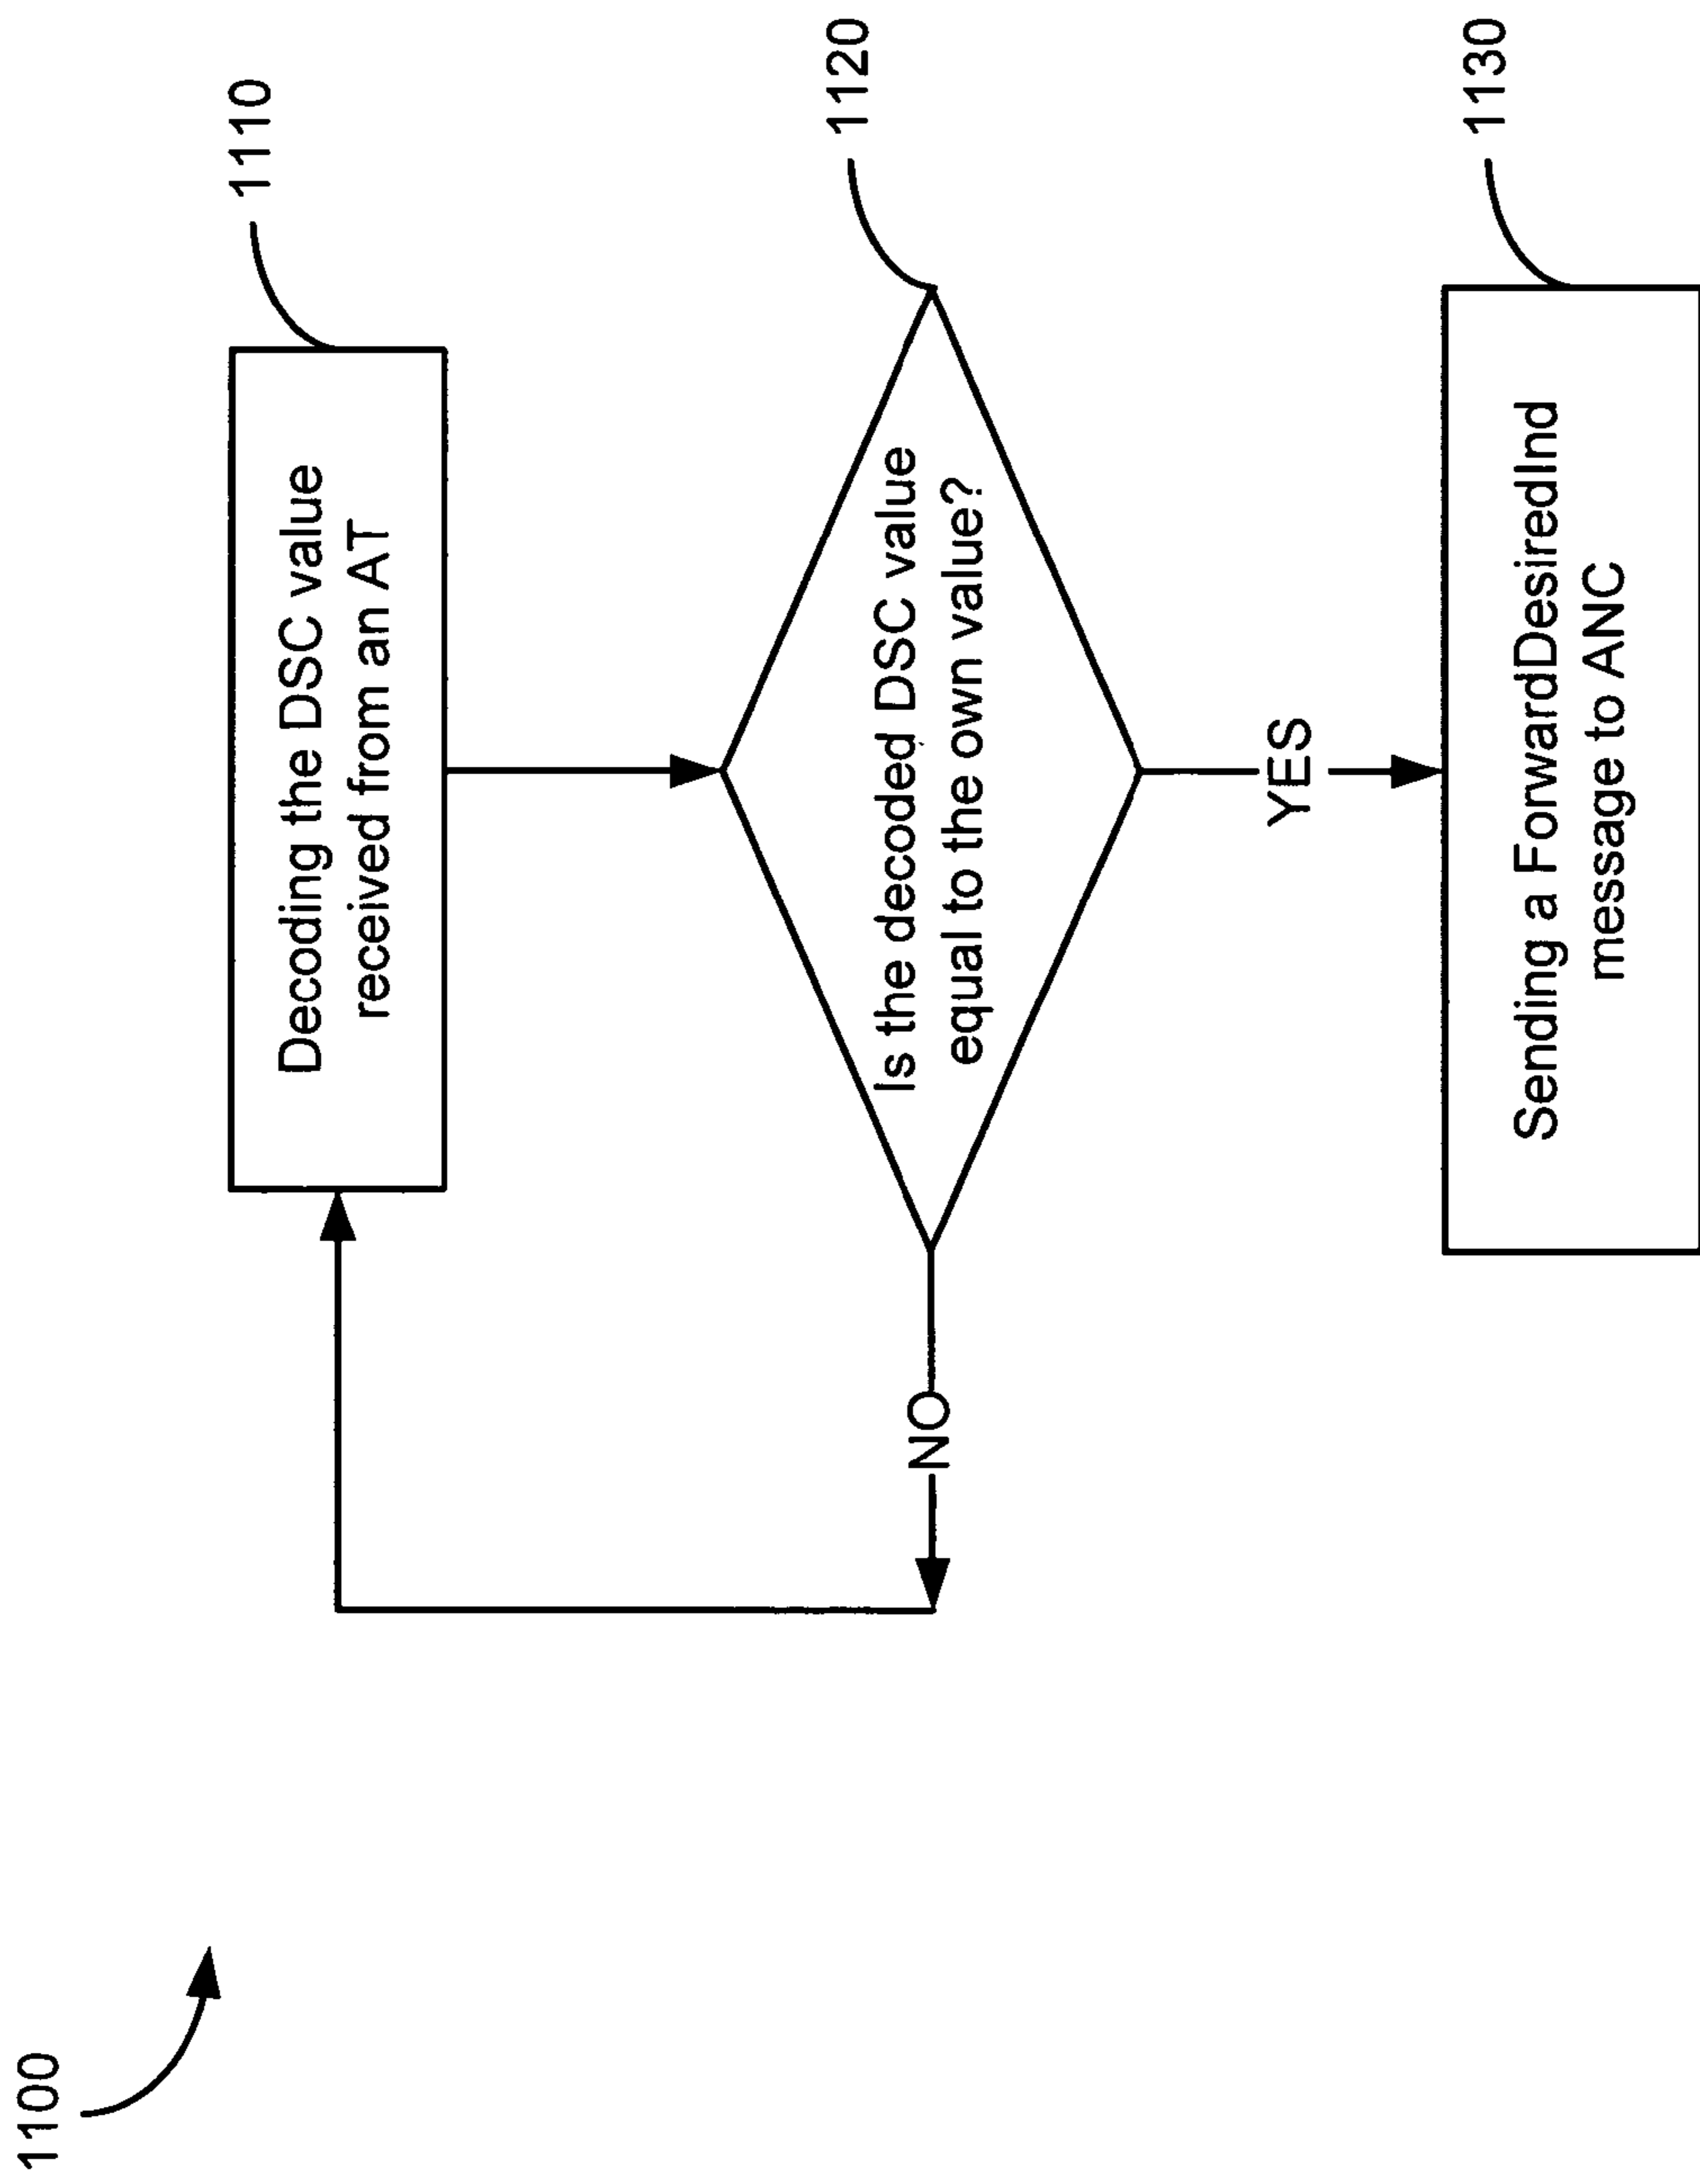 1100
1110
Decoding the DSC value
received from an AT
1120
Is the decoded DSC value
equal to the own value?
NO
YES
1130
Sending a ForwardDesiredInd
message to ANC